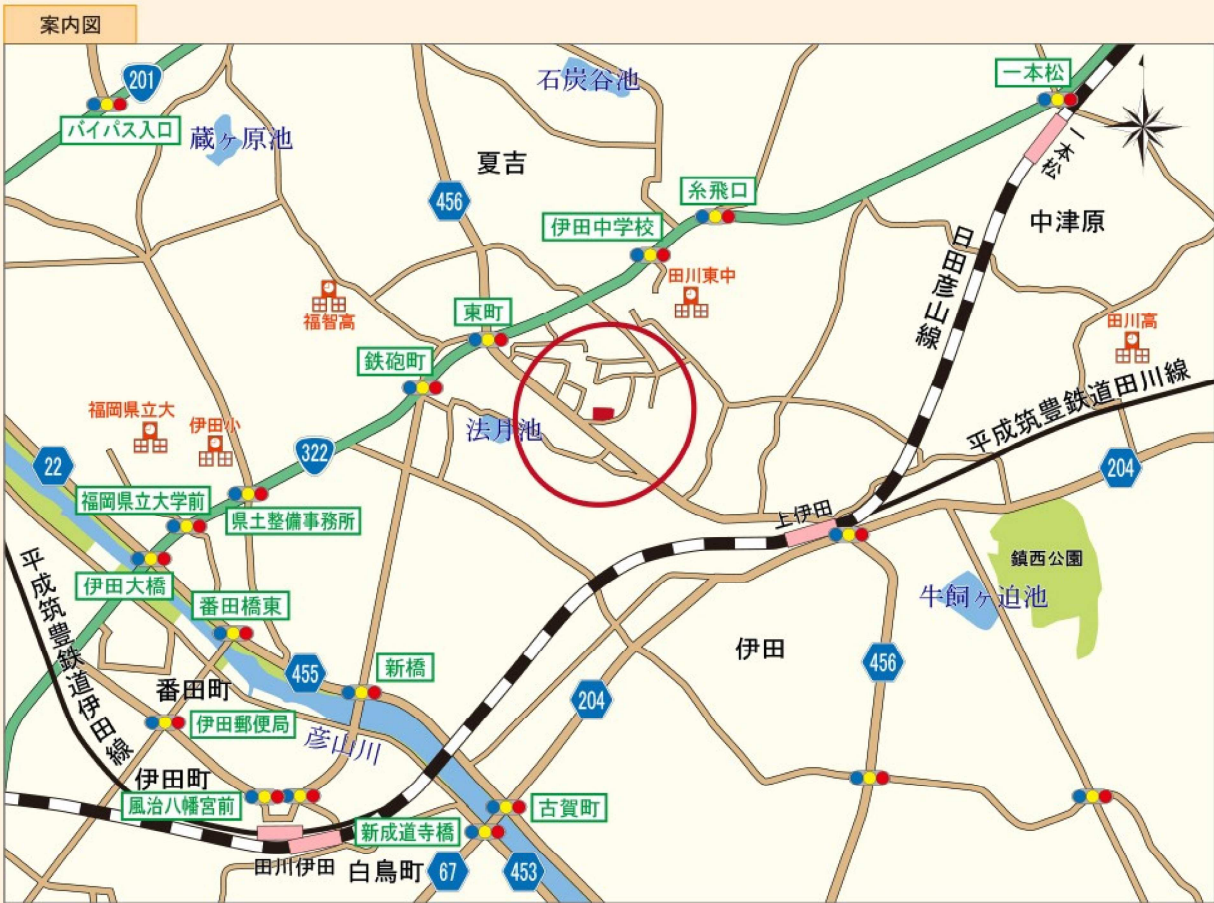 案内図
201
バイパス入口
石炭谷池
一本松
蔵ヶ原池
夏吉
一本松
456
糸飛口
中津原
伊田中学校
日田彦山線
田川東中
福智高
東町
田川高
鉄砲町
平成筑豊鉄道田川線
福岡県立大
伊田小
法月池
322
22
204
福岡県立大学前
県土整備事務所
上伊田
鎮西公園
平成筑豊鉄道伊田線
伊田大橋
番田橋東
牛飼ヶ迫池
伊田
455
新橋
456
番田町
204
伊田郵便局
彦山川
伊田町
風治八幡宮前
古賀町
新成道寺橋
田川伊田
白鳥町
67
453